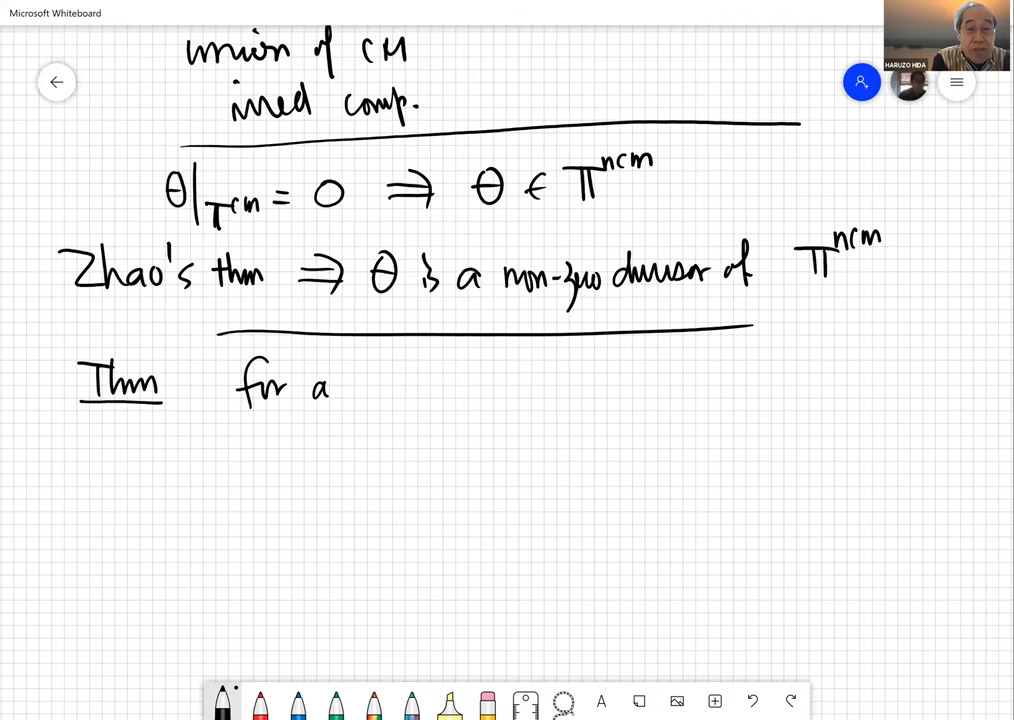 Microsoft Whiteboard
HARUZO HIDA
union of CM
irred comp.
θ|_{𝕋^{cm}} = 0 ⇒ θ ∈ 𝕋^{ncm}
Zhao's thm ⇒ θ is a non-zero divisor of 𝕋^{ncm}
Thm for a
A